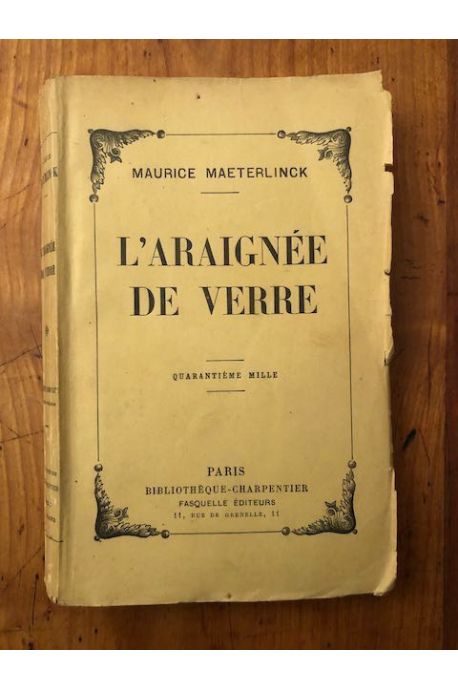 MAURICE MAETERLINCK
L'ARAIGNÉE
DE VERRE
QUARANTIÈME MILLE
PARIS
BIBLIOTHÈQUE-CHARPENTIER
FASQUELLE ÉDITEURS
11, RUE DE GRENELLE, 11